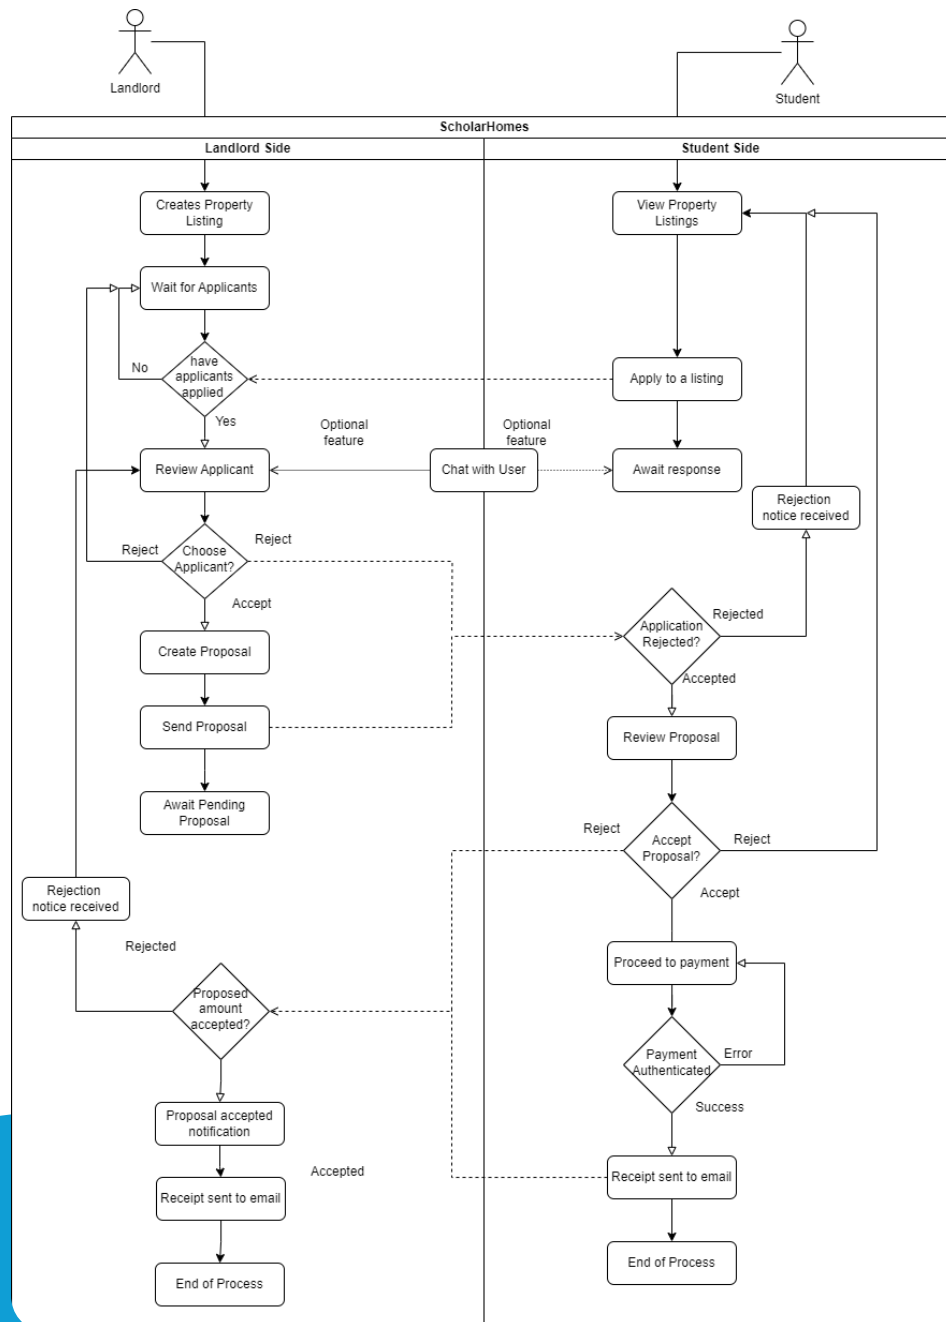 Landlord
Student
ScholarHomes
Landlord Side
Student Side
Creates Property
Listing
View Property
Listings
Wait for Applicants
No
have
applicants
applied
Apply to a listing
Yes
Optional
feature
Optional
feature
Review Applicant
Chat with User
Await response
Rejection
notice received
Reject
Choose
Applicant?
Reject
Accept
Application
Rejected?
Rejected
Create Proposal
Accepted
Send Proposal
Review Proposal
Await Pending
Proposal
Reject
Accept
Proposal?
Reject
Rejection
notice received
Accept
Rejected
Proceed to payment
Proposed
amount
accepted?
Payment
Authenticated
Error
Success
Proposal accepted
notification
Accepted
Receipt sent to email
Receipt sent to email
End of Process
End of Process